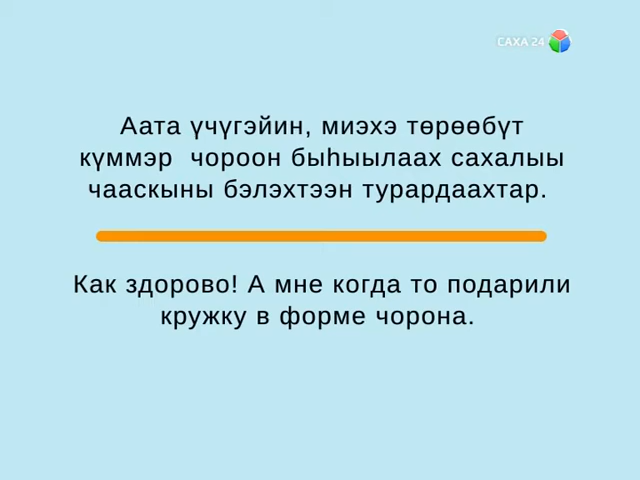 САХА 24
Аата үчүгэйин, миэхэ төрөөбүт
күммэр чороон быһыылаах сахалыы
чааскыны бэлэхтээн турардаахтар.
Как здорово! А мне когда то подарили
кружку в форме чорона.